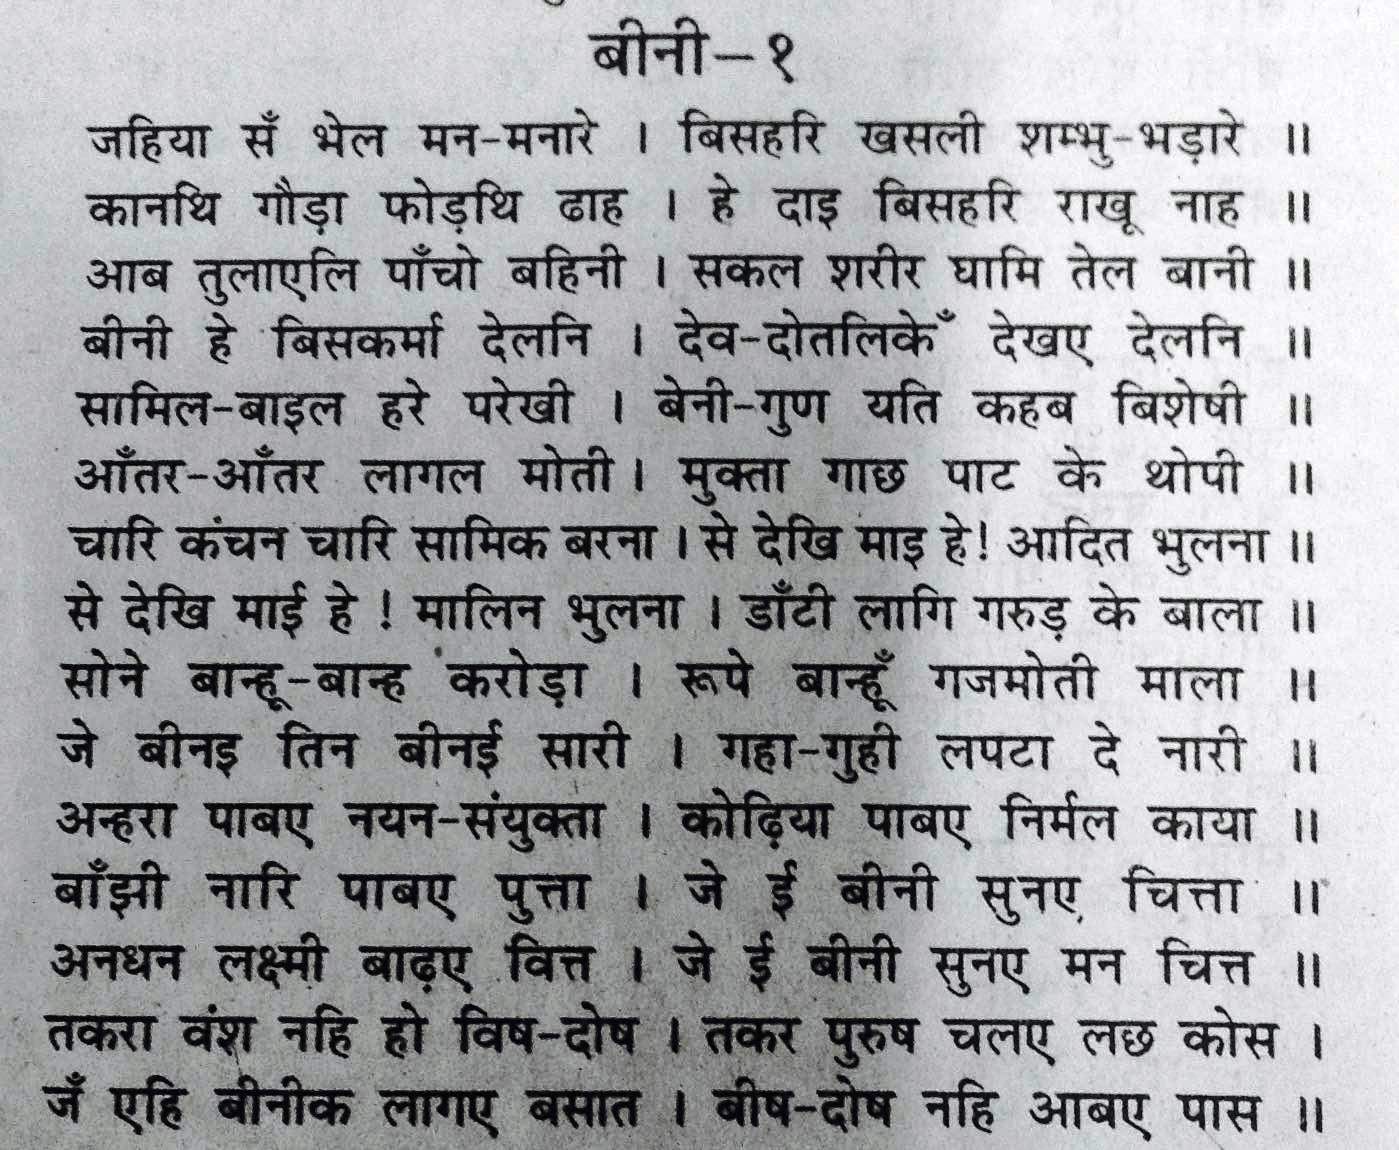 बीनी–१
जहिया सँ भेल मन-मनारे । बिसहरि खसली शम्भु-भड़ारे ॥
कानथि गौड़ा फोड़थि ढाह । हे दाइ बिसहरि राखू नाह ॥
आब तुलाएलि पाँचो बहिनी । सकल शरीर घामि तेल बानी ॥
बीनी हे बिसकर्मा देलनि । देव-दोतलिकेँ देखए देलनि ॥
सामिल-बाइल हरे परेखी । बेनी-गुण यति कहब बिशेषी ॥
आँतर-आँतर लागल मोती । मुक्ता गाछ पाट के थोपी ॥
चारि कंचन चारि सामिक बरना । से देखि माइ हे! आदित भुलना ॥
से देखि माई हे ! मालिन भुलना । डाँटी लागि गरुड़ के बाला ॥
सोने बान्हू-बान्ह करोड़ा । रूपे बान्हूँ गजमोती माला ॥
जे बीनइ तिन बीनई सारी । गहा-गुही लपटा दे नारी ॥
अन्हरा पाबए नयन-संयुक्ता । कोढ़िया पाबए निर्मल काया ॥
बाँझी नारि पाबए पुत्ता । जे ई बीनी सुनए चित्ता ॥
अनधन लक्ष्मी बाढ़ए वित्त । जे ई बीनी सुनए मन चित्त ॥
तकरा वंश नहि हो विष-दोष । तकर पुरुष चलए लछ कोस ।
जँ एहि बीनीक लागए बसात । बीष-दोष नहि आबए पास ॥